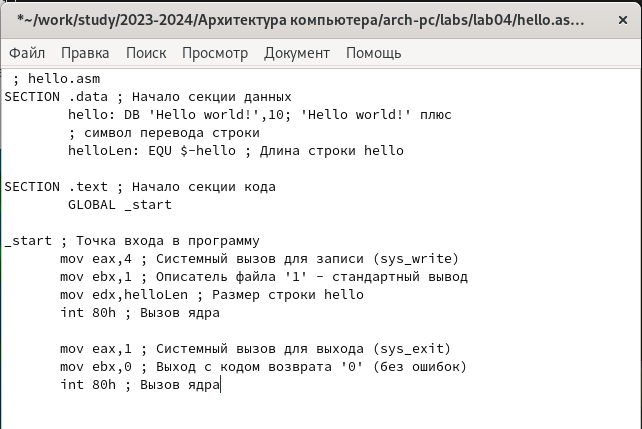 *~/work/study/2023-2024/Архитектура компьютера/arch-pc/labs/lab04/hello.as…
Файл Правка Поиск Просмотр Документ Помощь
; hello.asm
SECTION .data ; Начало секции данных
hello: DB 'Hello world!',10; 'Hello world!' плюс
; символ перевода строки
helloLen: EQU $-hello ; Длина строки hello
SECTION .text ; Начало секции кода
GLOBAL _start
_start ; Точка входа в программу
mov eax,4 ; Системный вызов для записи (sys_write)
mov ebx,1 ; Описатель файла '1' - стандартный вывод
mov edx,helloLen ; Размер строки hello
int 80h ; Вызов ядра
mov eax,1 ; Системный вызов для выхода (sys_exit)
mov ebx,0 ; Выход с кодом возврата '0' (без ошибок)
int 80h ; Вызов ядра